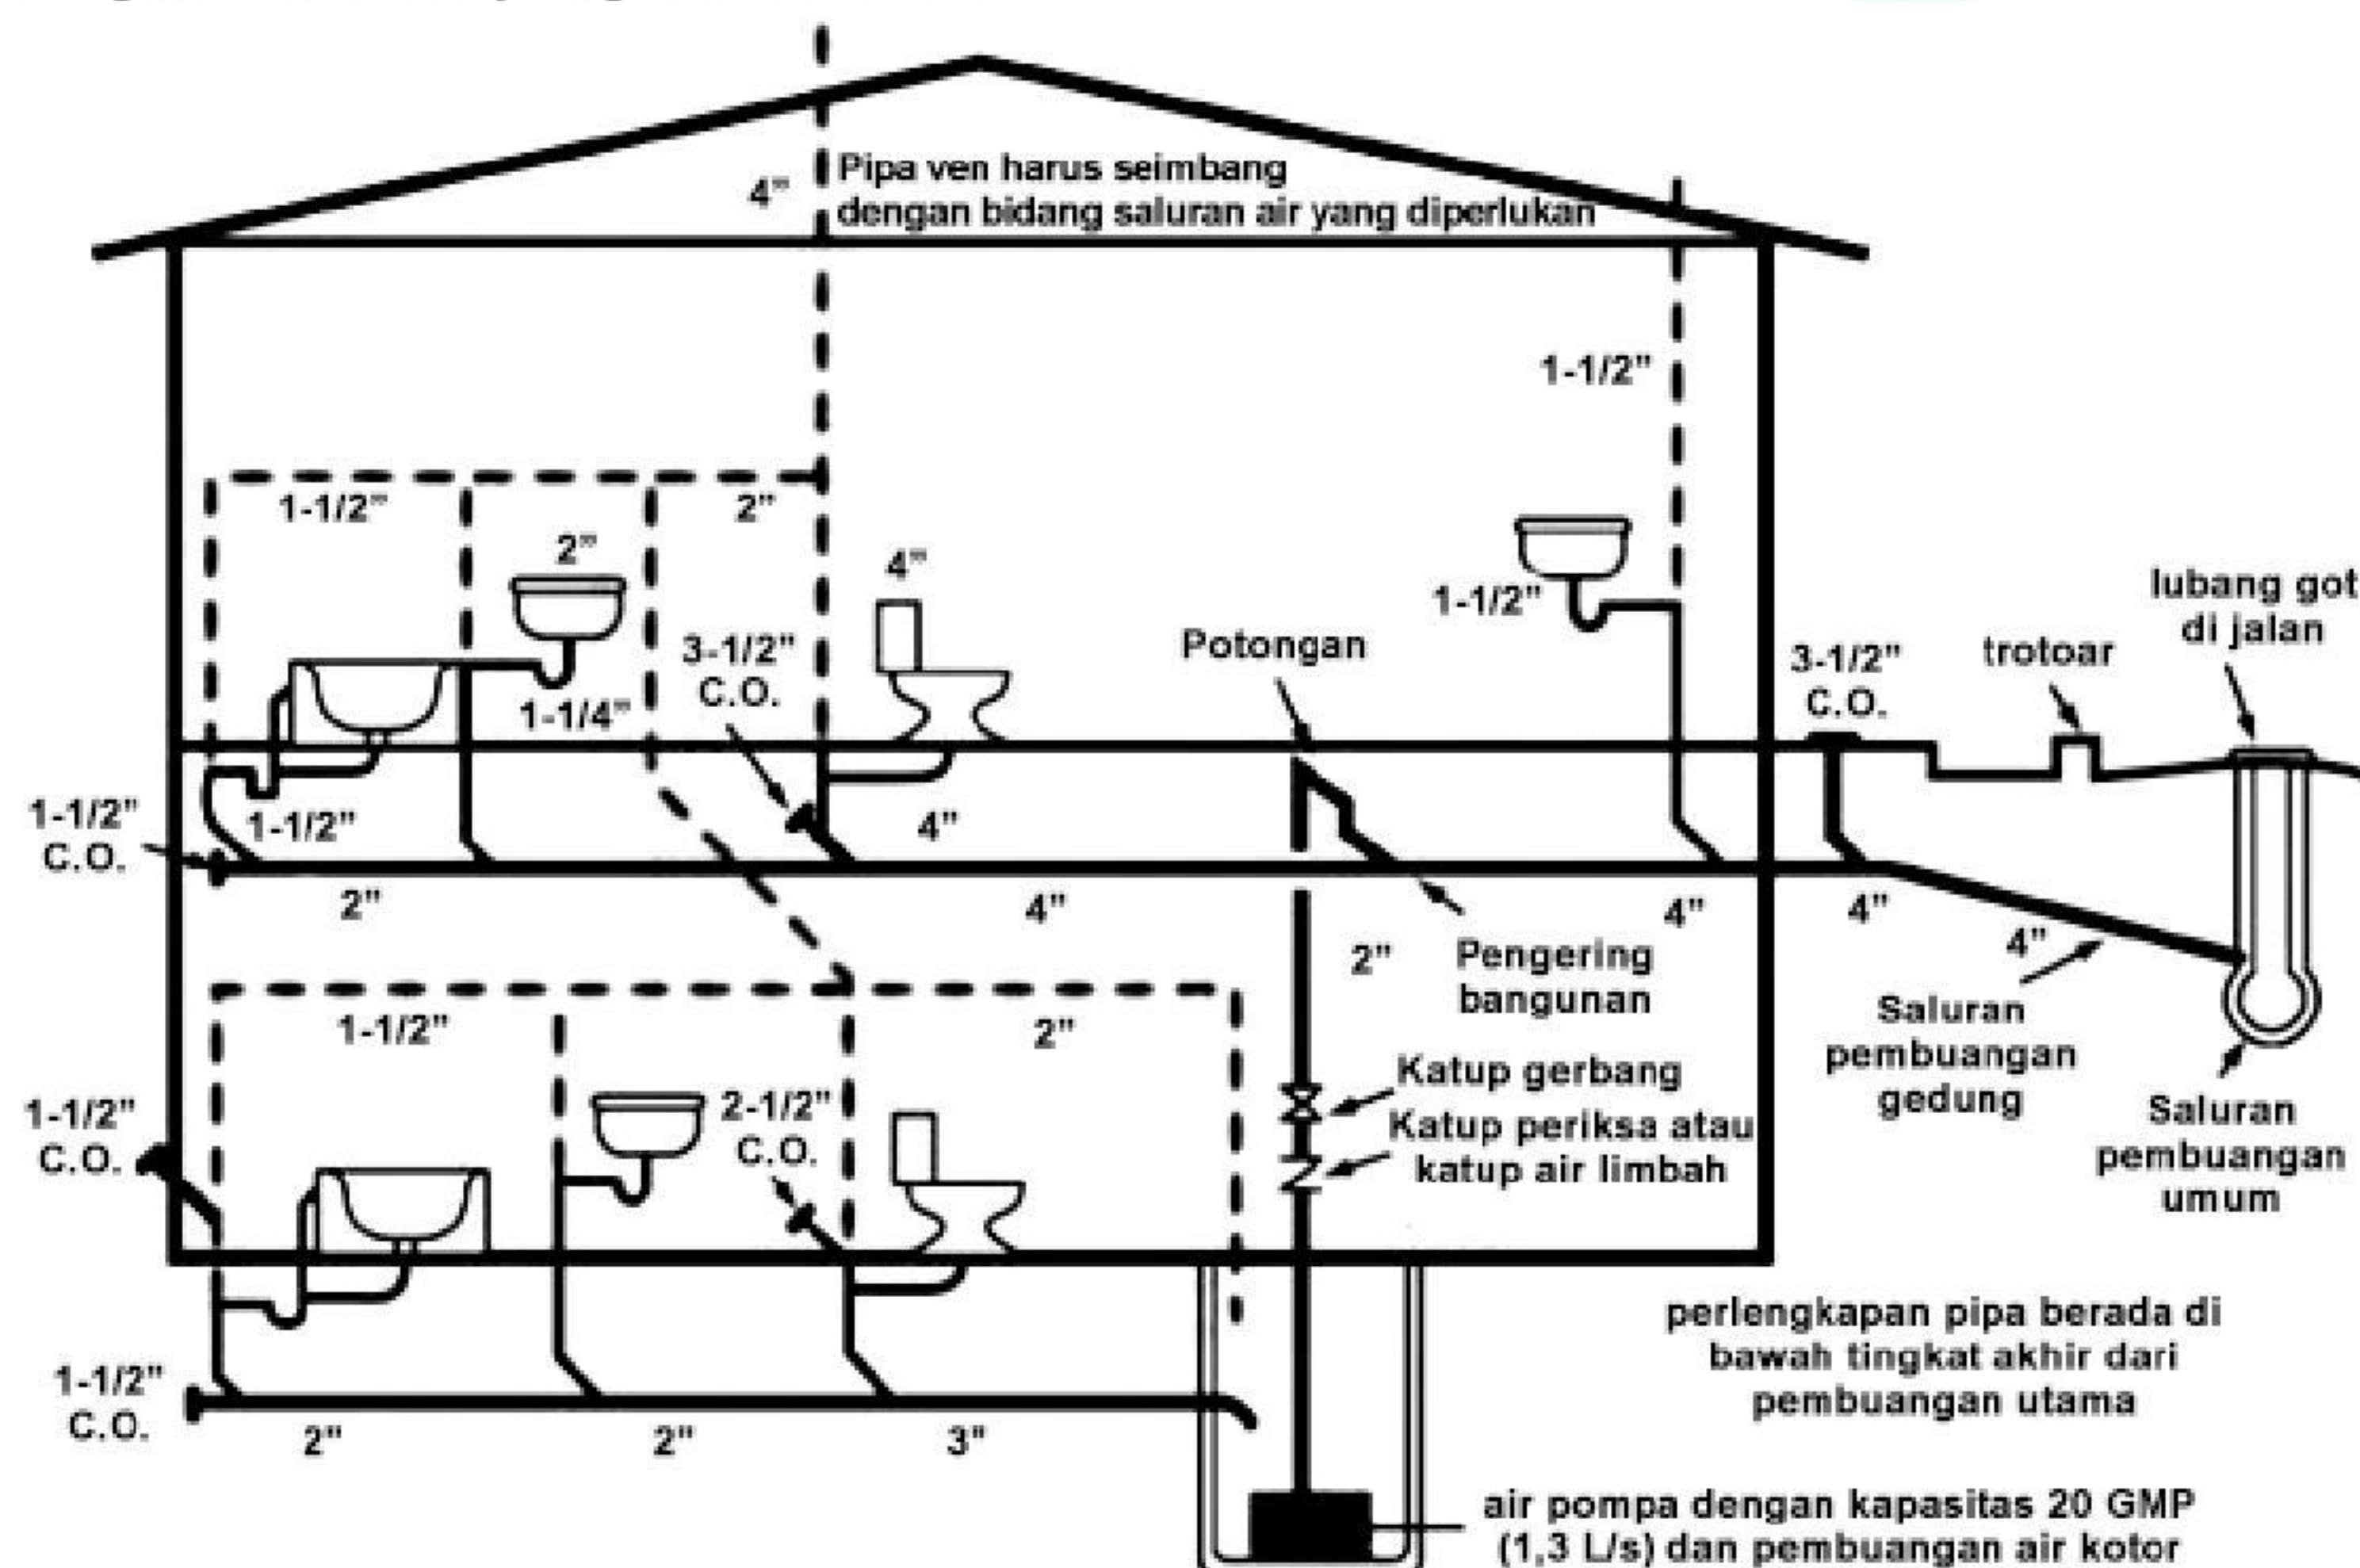 4”
Pipa ven harus seimbang
dengan bidang saluran air yang diperlukan
1-1/2”
1-1/2”
2”
2”
4”
1-1/2”
3-1/2”
C.O.
1-1/4”
Potongan
3-1/2”
C.O.
trotoar
lubang got
di jalan
1-1/2”
C.O.
1-1/2”
4”
2”
4”
4”
4”
4”
2”
Pengering
bangunan
Saluran
pembuangan
gedung
Saluran
pembuangan
umum
1-1/2”
2”
Katup gerbang
Katup periksa atau
katup air limbah
1-1/2”
C.O.
2-1/2”
C.O.
perlengkapan pipa berada di
bawah tingkat akhir dari
pembuangan utama
1-1/2”
C.O.
2”
2”
3”
air pompa dengan kapasitas 20 GMP
(1,3 L/s) dan pembuangan air kotor